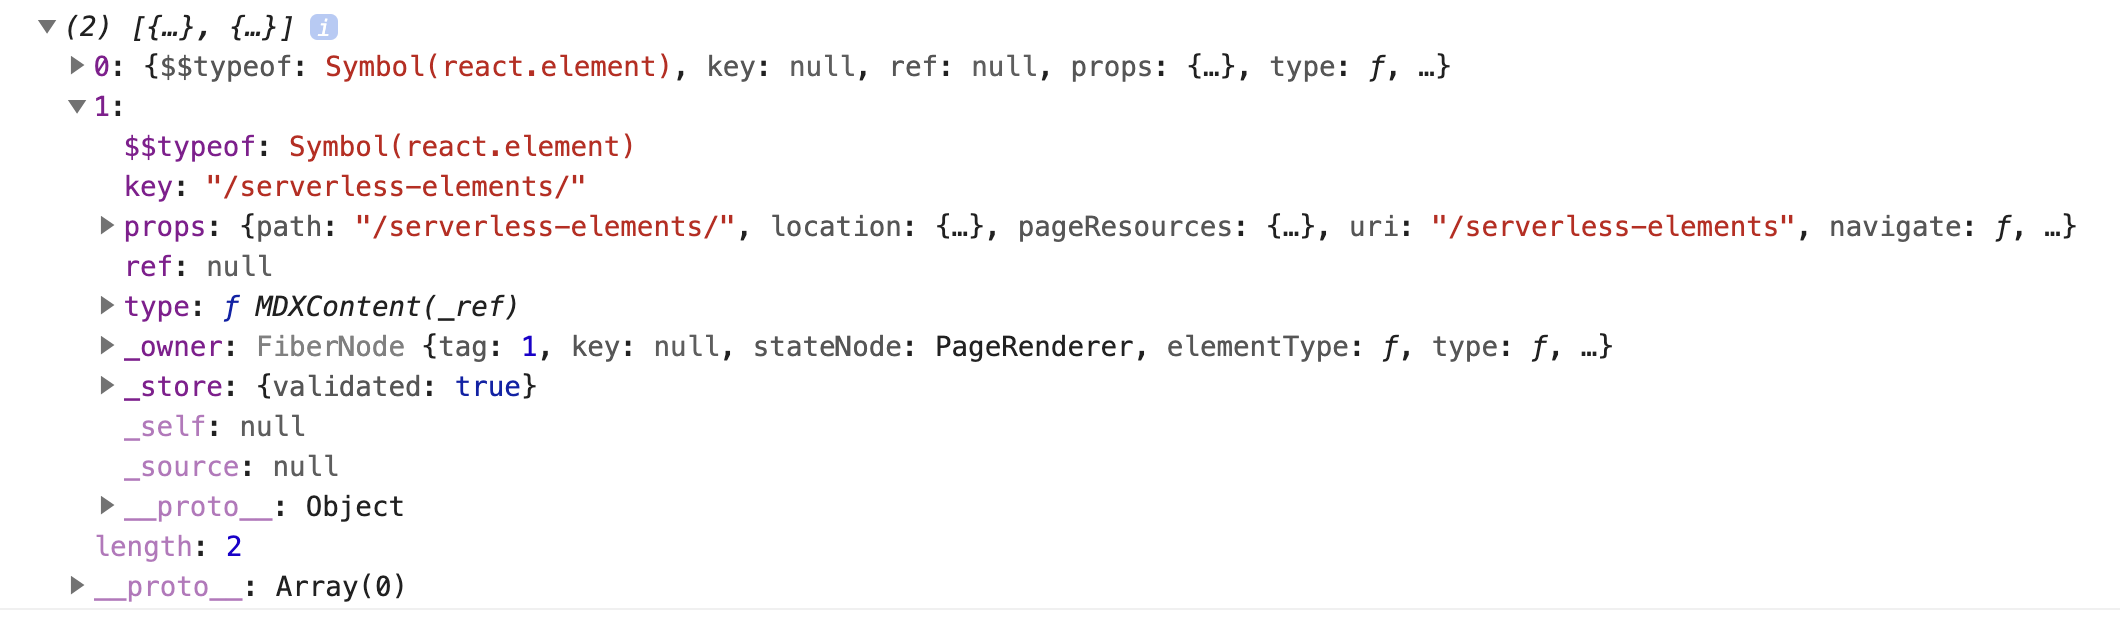 ▼(2) [{…}, {…}] i
▶0: {$$typeof: Symbol(react.element), key: null, ref: null, props: {…}, type: ƒ, …}
▼1:
$$typeof: Symbol(react.element)
key: "/serverless-elements/"
▶props: {path: "/serverless-elements/", location: {…}, pageResources: {…}, uri: "/serverless-elements", navigate: ƒ, …}
ref: null
▶type: ƒ MDXContent(_ref)
▶_owner: FiberNode {tag: 1, key: null, stateNode: PageRenderer, elementType: ƒ, type: ƒ, …}
▶_store: {validated: true}
_self: null
_source: null
▶__proto__: Object
length: 2
▶__proto__: Array(0)